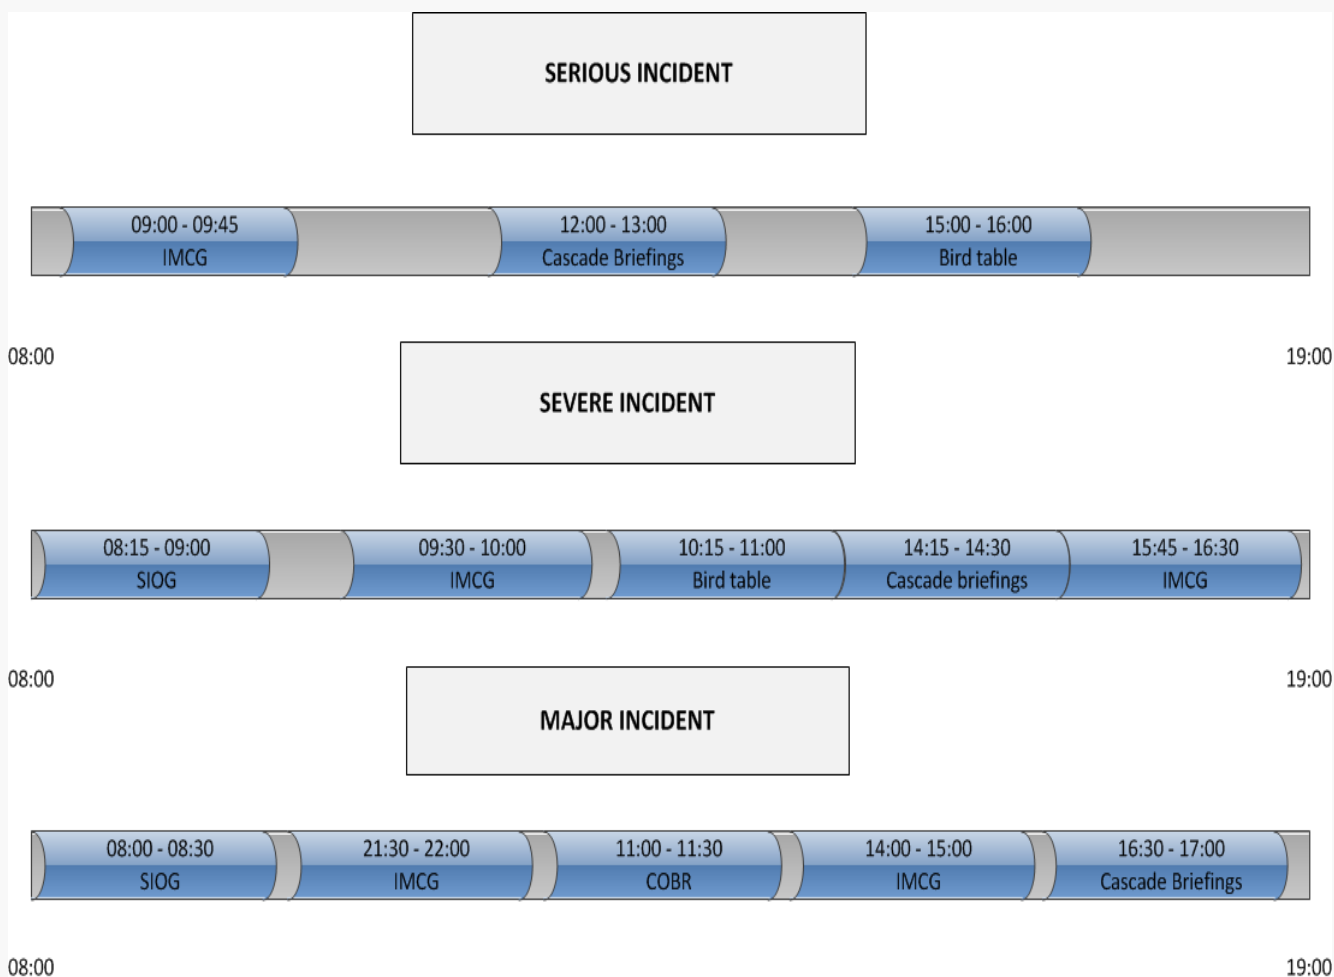 SERIOUS INCIDENT
09:00 - 09:45
IMCG
12:00 - 13:00
Cascade Briefings
15:00 - 16:00
Bird table
08:00
19:00
SEVERE INCIDENT
08:15 - 09:00
SIOG
09:30 - 10:00
IMCG
10:15 - 11:00
Bird table
14:15 - 14:30
Cascade briefings
15:45 - 16:30
IMCG
08:00
19:00
MAJOR INCIDENT
08:00 - 08:30
SIOG
21:30 - 22:00
IMCG
11:00 - 11:30
COBR
14:00 - 15:00
IMCG
16:30 - 17:00
Cascade Briefings
08:00
19:00